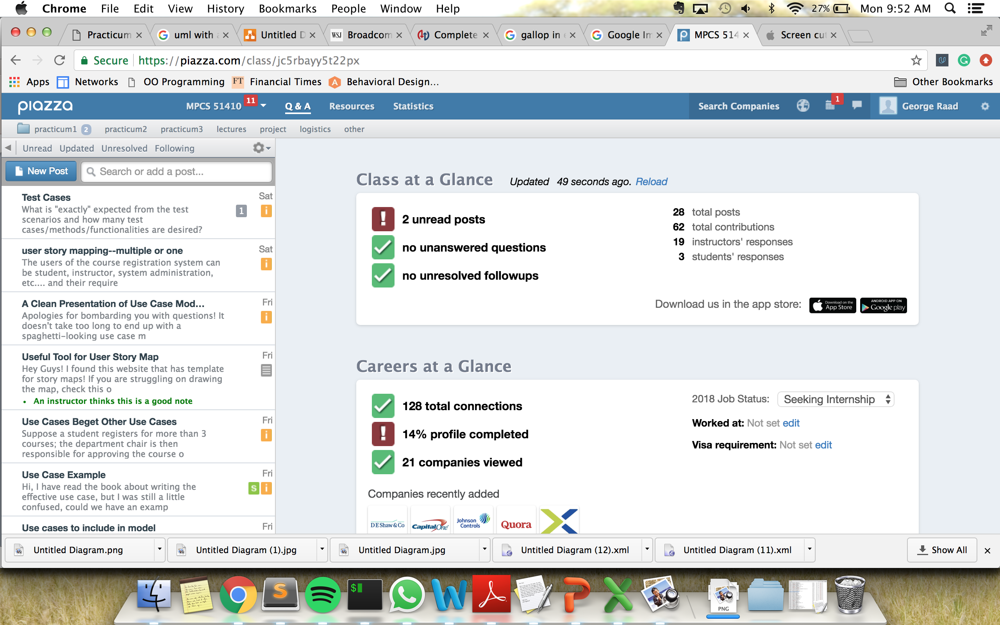 Chrome File Edit View History Bookmarks People Window Help 27% Mon 9:52 AM
Practicum uml with a Untitled D WSJ Broadcom Complete gallop in e Google Im MPCS 514 Screen cut
Secure https://piazza.com/class/jc5rbayy5t22px
Apps Networks OO Programming FT Financial Times A Behavioral Design... Other Bookmarks
piazza MPCS 51410 11 Q & A Resources Statistics Search Companies 1 George Raad
practicum1 2 practicum2 practicum3 lectures project logistics other
Unread Updated Unresolved Following
New Post Search or add a post...
Test Cases Sat
What is "exactly" expected from the test
scenarios and how many test
cases/methods/functionalities are desired?
1 i
user story mapping--multiple or one Sat
The users of the course registration system can
be student, instructor, system administration,
etc.... and their require
i
A Clean Presentation of Use Case Mod... Fri
Apologies for bombarding you with questions! It
doesn't take too long to end up with a
spaghetti-looking use case m
i
Useful Tool for User Story Map Fri
Hey Guys! I found this website that has template
for story maps! If you are struggling on drawing
the map, check this o
• An instructor thinks this is a good note
Use Cases Beget Other Use Cases Fri
Suppose a student registers for more than 3
courses; the department chair is then
responsible for approving the course o
i
Use Case Example Fri
Hi, I have read the book about writing the
effective use case, but I was still a little
confused, could we have an examp
S i
Use cases to include in model Fri
Class at a Glance Updated 49 seconds ago. Reload
! 2 unread posts
no unanswered questions
no unresolved followups
28 total posts
62 total contributions
19 instructors' responses
3 students' responses
Download us in the app store: Download on the App Store ANDROID APP ON Google play
Careers at a Glance
128 total connections
! 14% profile completed
21 companies viewed
2018 Job Status: Seeking Internship
Worked at: Not set edit
Visa requirement: Not set edit
Companies recently added
DE Shaw & Co CapitalOne Johnson Controls Quora
Untitled Diagram.png Untitled Diagram (1).jpg Untitled Diagram.jpg Untitled Diagram (12).xml Untitled Diagram (11).xml Show All
S $ W P X PNG